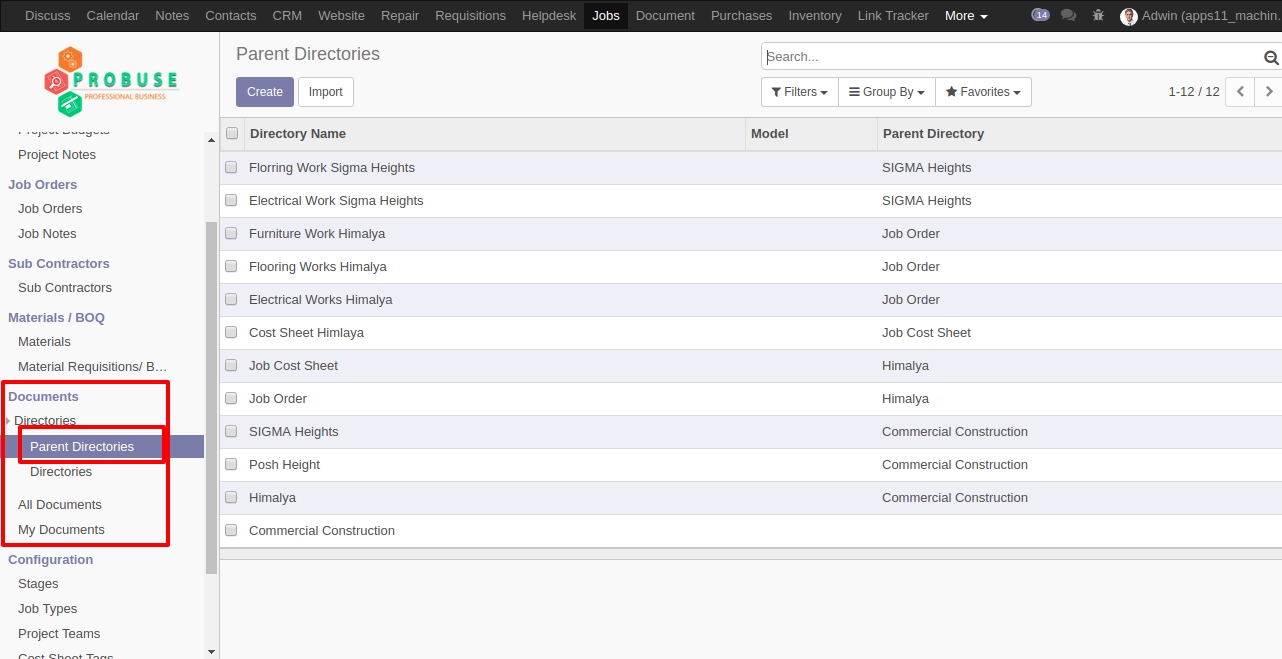 Discuss Calendar Notes Contacts CRM Website Repair Requisitions Helpdesk Jobs Document Purchases Inventory Link Tracker More 14 Adwin (apps11_machin...
PROBUSE
PROFESSIONAL BUSINESS
Project Budgets
Project Notes
Job Orders
Job Orders
Job Notes
Sub Contractors
Sub Contractors
Materials / BOQ
Materials
Material Requisitions/ B…
Documents
Directories
Parent Directories
Directories
All Documents
My Documents
Configuration
Stages
Job Types
Project Teams
Cost Sheet Tags
Parent Directories
Search...
Create Import
Filters Group By Favorites 1-12 / 12
Directory Name Model Parent Directory
Florring Work Sigma Heights SIGMA Heights
Electrical Work Sigma Heights SIGMA Heights
Furniture Work Himalya Job Order
Flooring Works Himalya Job Order
Electrical Works Himalya Job Order
Cost Sheet Himlaya Job Cost Sheet
Job Cost Sheet Himalya
Job Order Himalya
SIGMA Heights Commercial Construction
Posh Height Commercial Construction
Himalya Commercial Construction
Commercial Construction